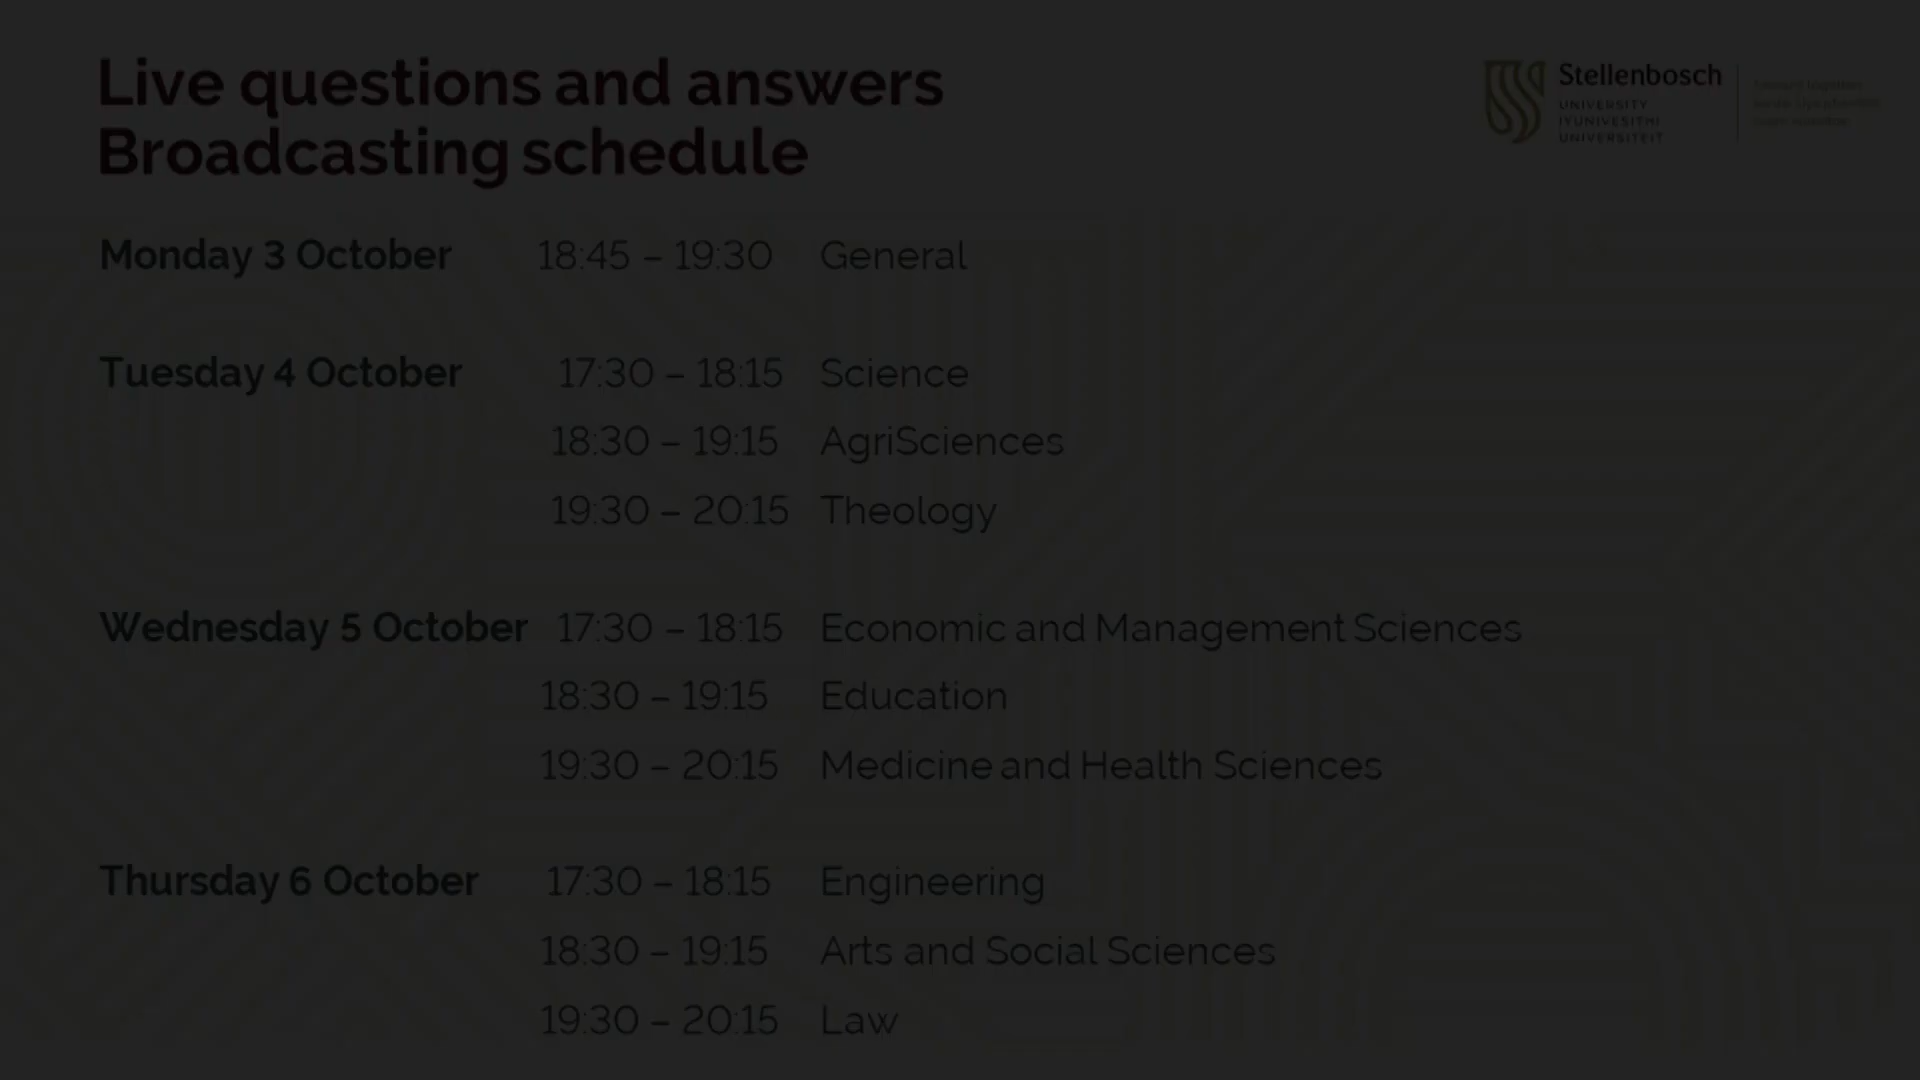 Live questions and answers
Broadcasting schedule
Stellenbosch
UNIVERSITY
IYUNIVESITHI
UNIVERSITEIT
Monday 3 October 18:45 – 19:30 General
Tuesday 4 October 17:30 – 18:15 Science
18:30 – 19:15 AgriSciences
19:30 – 20:15 Theology
Wednesday 5 October 17:30 – 18:15 Economic and Management Sciences
18:30 – 19:15 Education
19:30 – 20:15 Medicine and Health Sciences
Thursday 6 October 17:30 – 18:15 Engineering
18:30 – 19:15 Arts and Social Sciences
19:30 – 20:15 Law